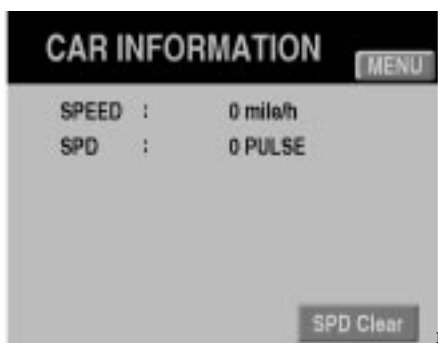 CAR INFORMATION
MENU
SPEED : 0 mile/h
SPD : 0 PULSE
SPD Clear